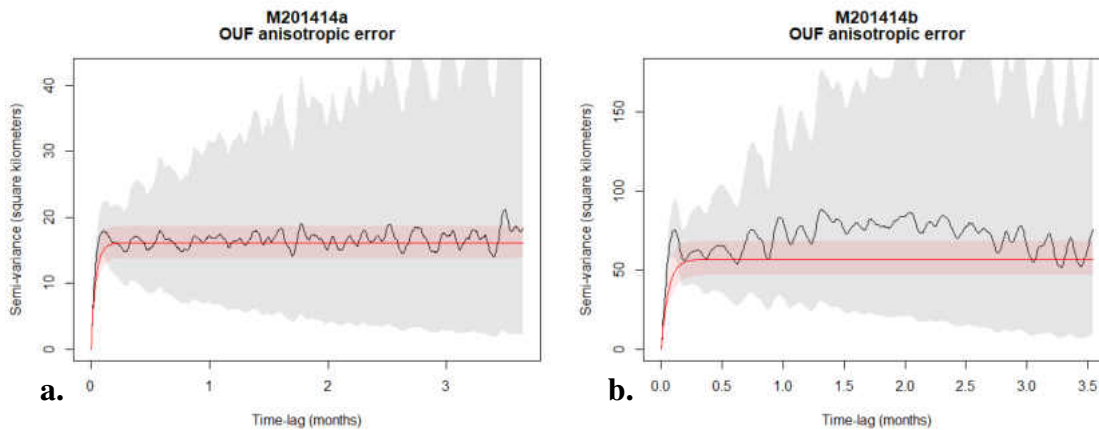 M201414a
OUF anisotropic error
Semi-variance (square kilometers)
40
30
20
10
0
0 1 2 3
Time-lag (months)
a.
M201414b
OUF anisotropic error
Semi-variance (square kilometers)
150
100
50
0
0.0 0.5 1.0 1.5 2.0 2.5 3.0 3.5
Time-lag (months)
b.